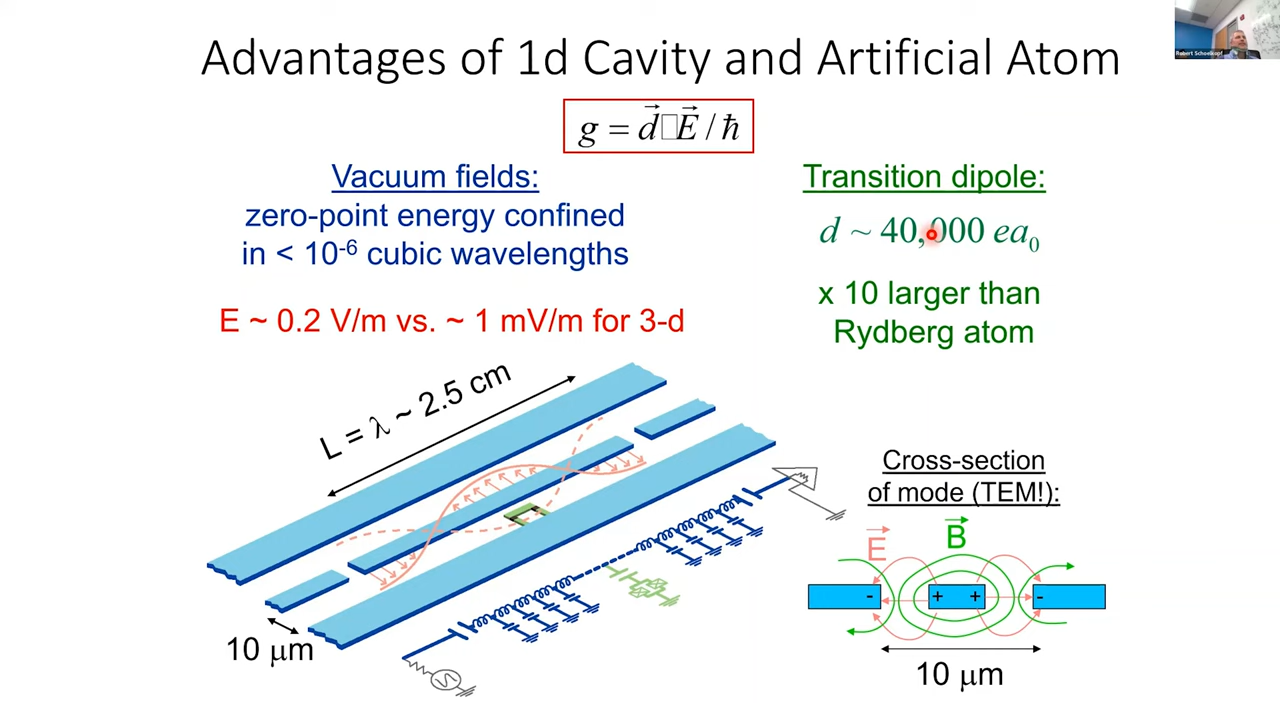 Advantages of 1d Cavity and Artificial Atom
Robert Schoelkopf
g = d⃗□E⃗ / ħ
Vacuum fields:
zero-point energy confined
in < 10⁻⁶ cubic wavelengths
E ~ 0.2 V/m vs. ~ 1 mV/m for 3-d
Transition dipole:
d ~ 40,000 ea₀
x 10 larger than
Rydberg atom
L = λ ~ 2.5 cm
10 μm
Cross-section
of mode (TEM!):
E⃗
B⃗
- + + -
10 μm